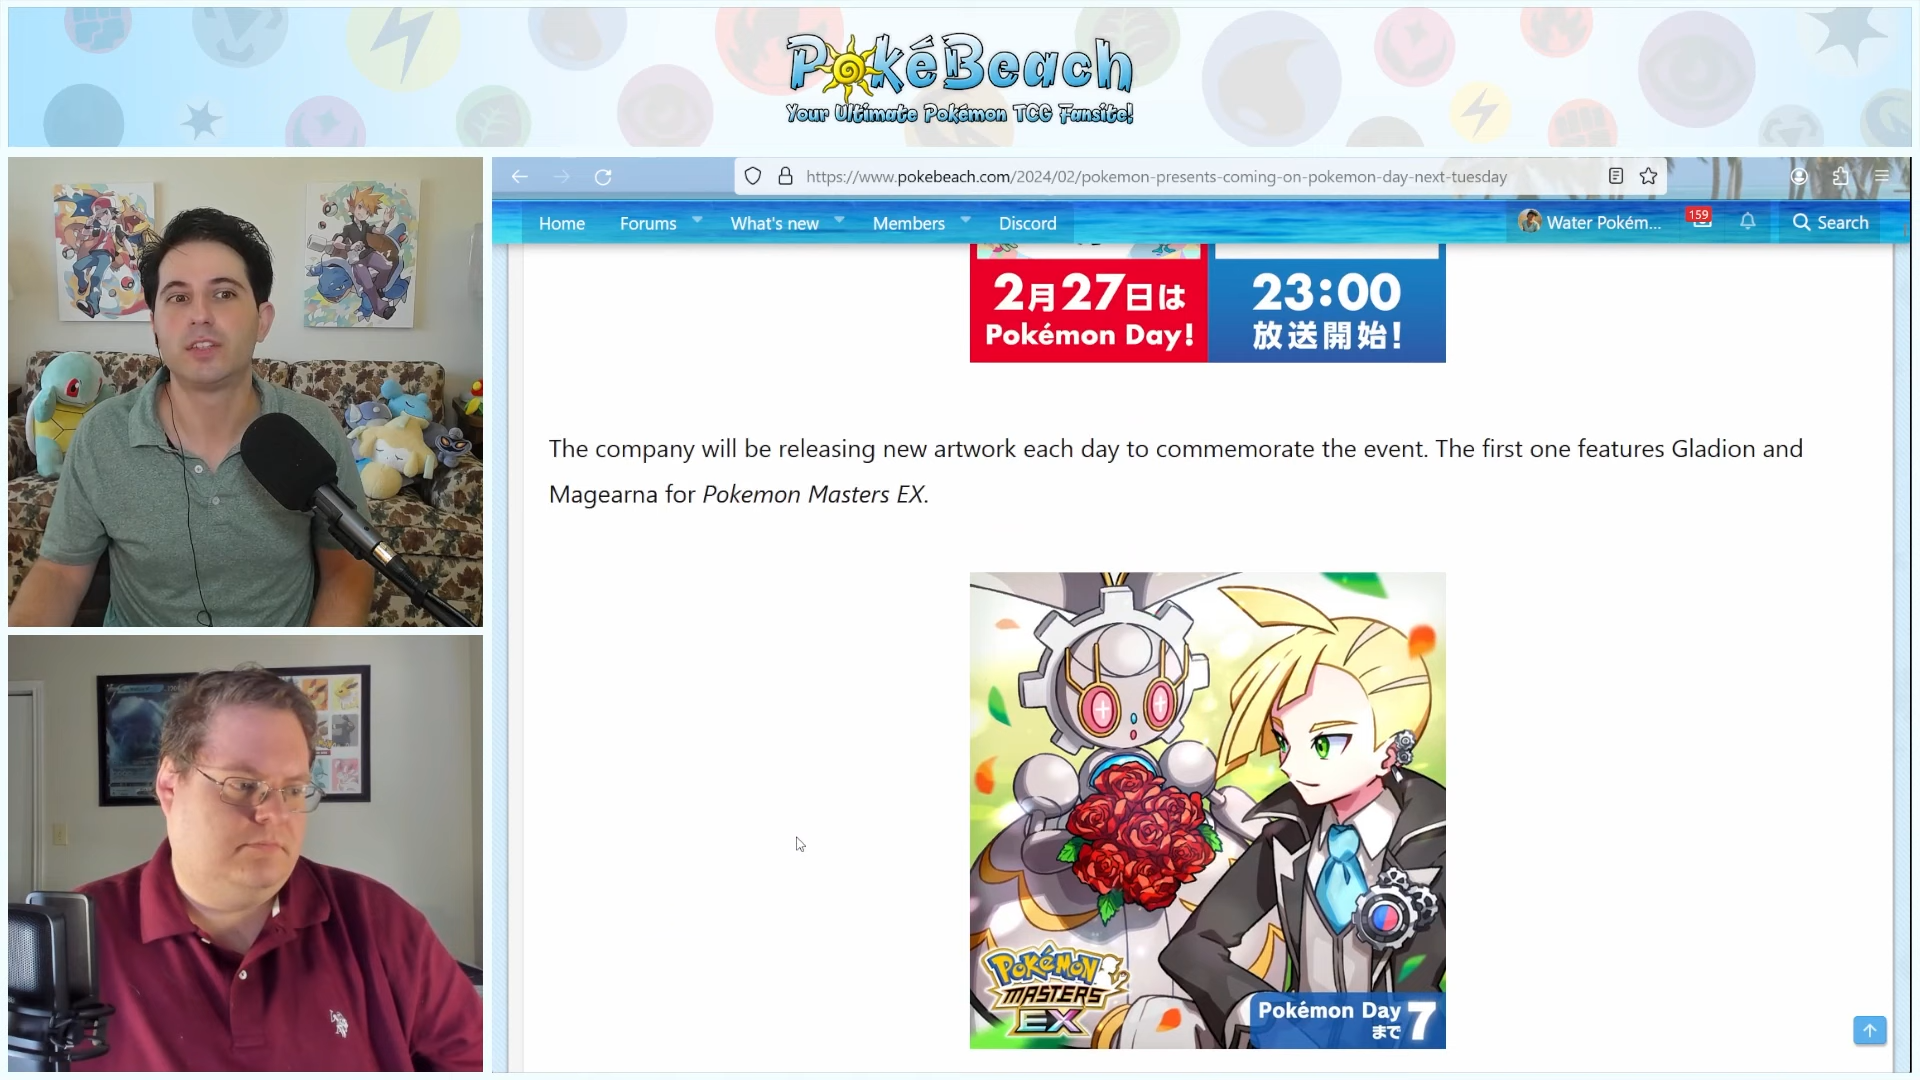 PokéBeach
Your Ultimate Pokémon TCG Fansite!
https://www.pokebeach.com/2024/02/pokemon-presents-coming-on-pokemon-day-next-tuesday
Home
Forums
What's new
Members
Discord
Water Pokém...
159
Search
2月27日は
Pokémon Day!
23:00
放送開始!
The company will be releasing new artwork each day to commemorate the event. The first one features Gladion and
Magearna for Pokemon Masters EX.
POKéMON
MASTERS
EX
Pokémon Day
まで 7